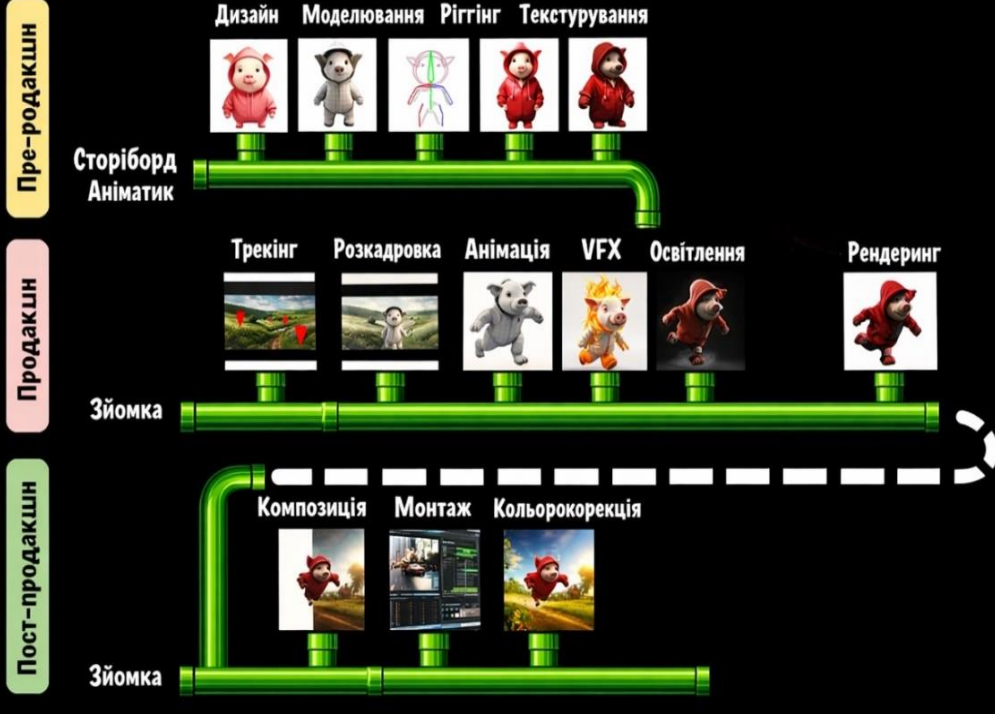 Пре-родакшн
Дизайн Моделювання Ріггінг Текстурування
Сторіборд
Аніматик
Продакшн
Трекінг Розкадровка Анімація VFX Освітлення Рендеринг
Зйомка
Пост-продакшн
Композиція Монтаж Кольорокорекція
Зйомка